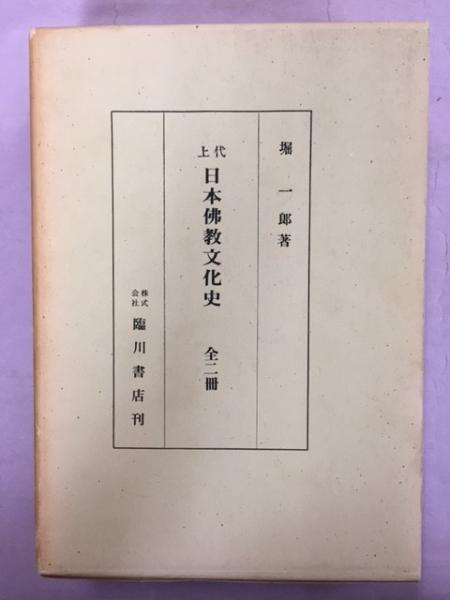 堀一郎著
上代日本佛教文化史 全二冊
株式会社 臨川書店刊